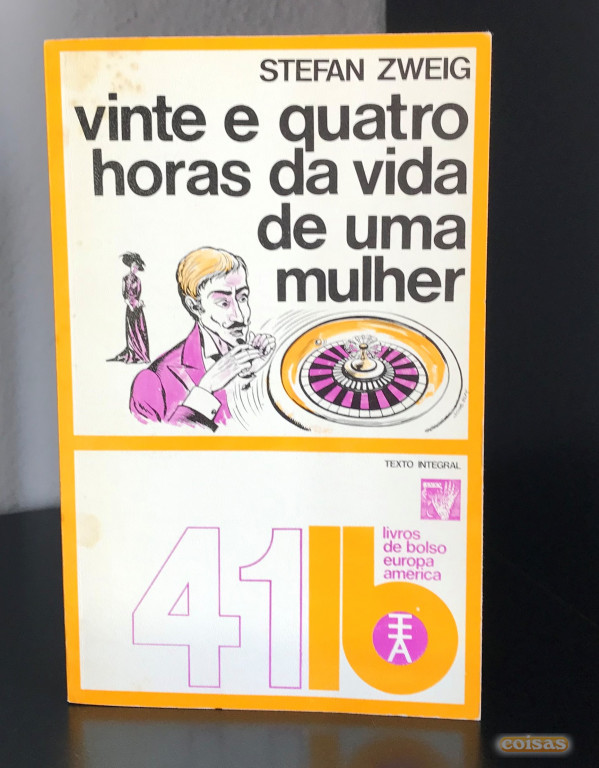 STEFAN ZWEIG
vinte e quatro
horas da vida
de uma
mulher
TEXTO INTEGRAL
41
lb
livros
de bolso
europa
américa
coisas